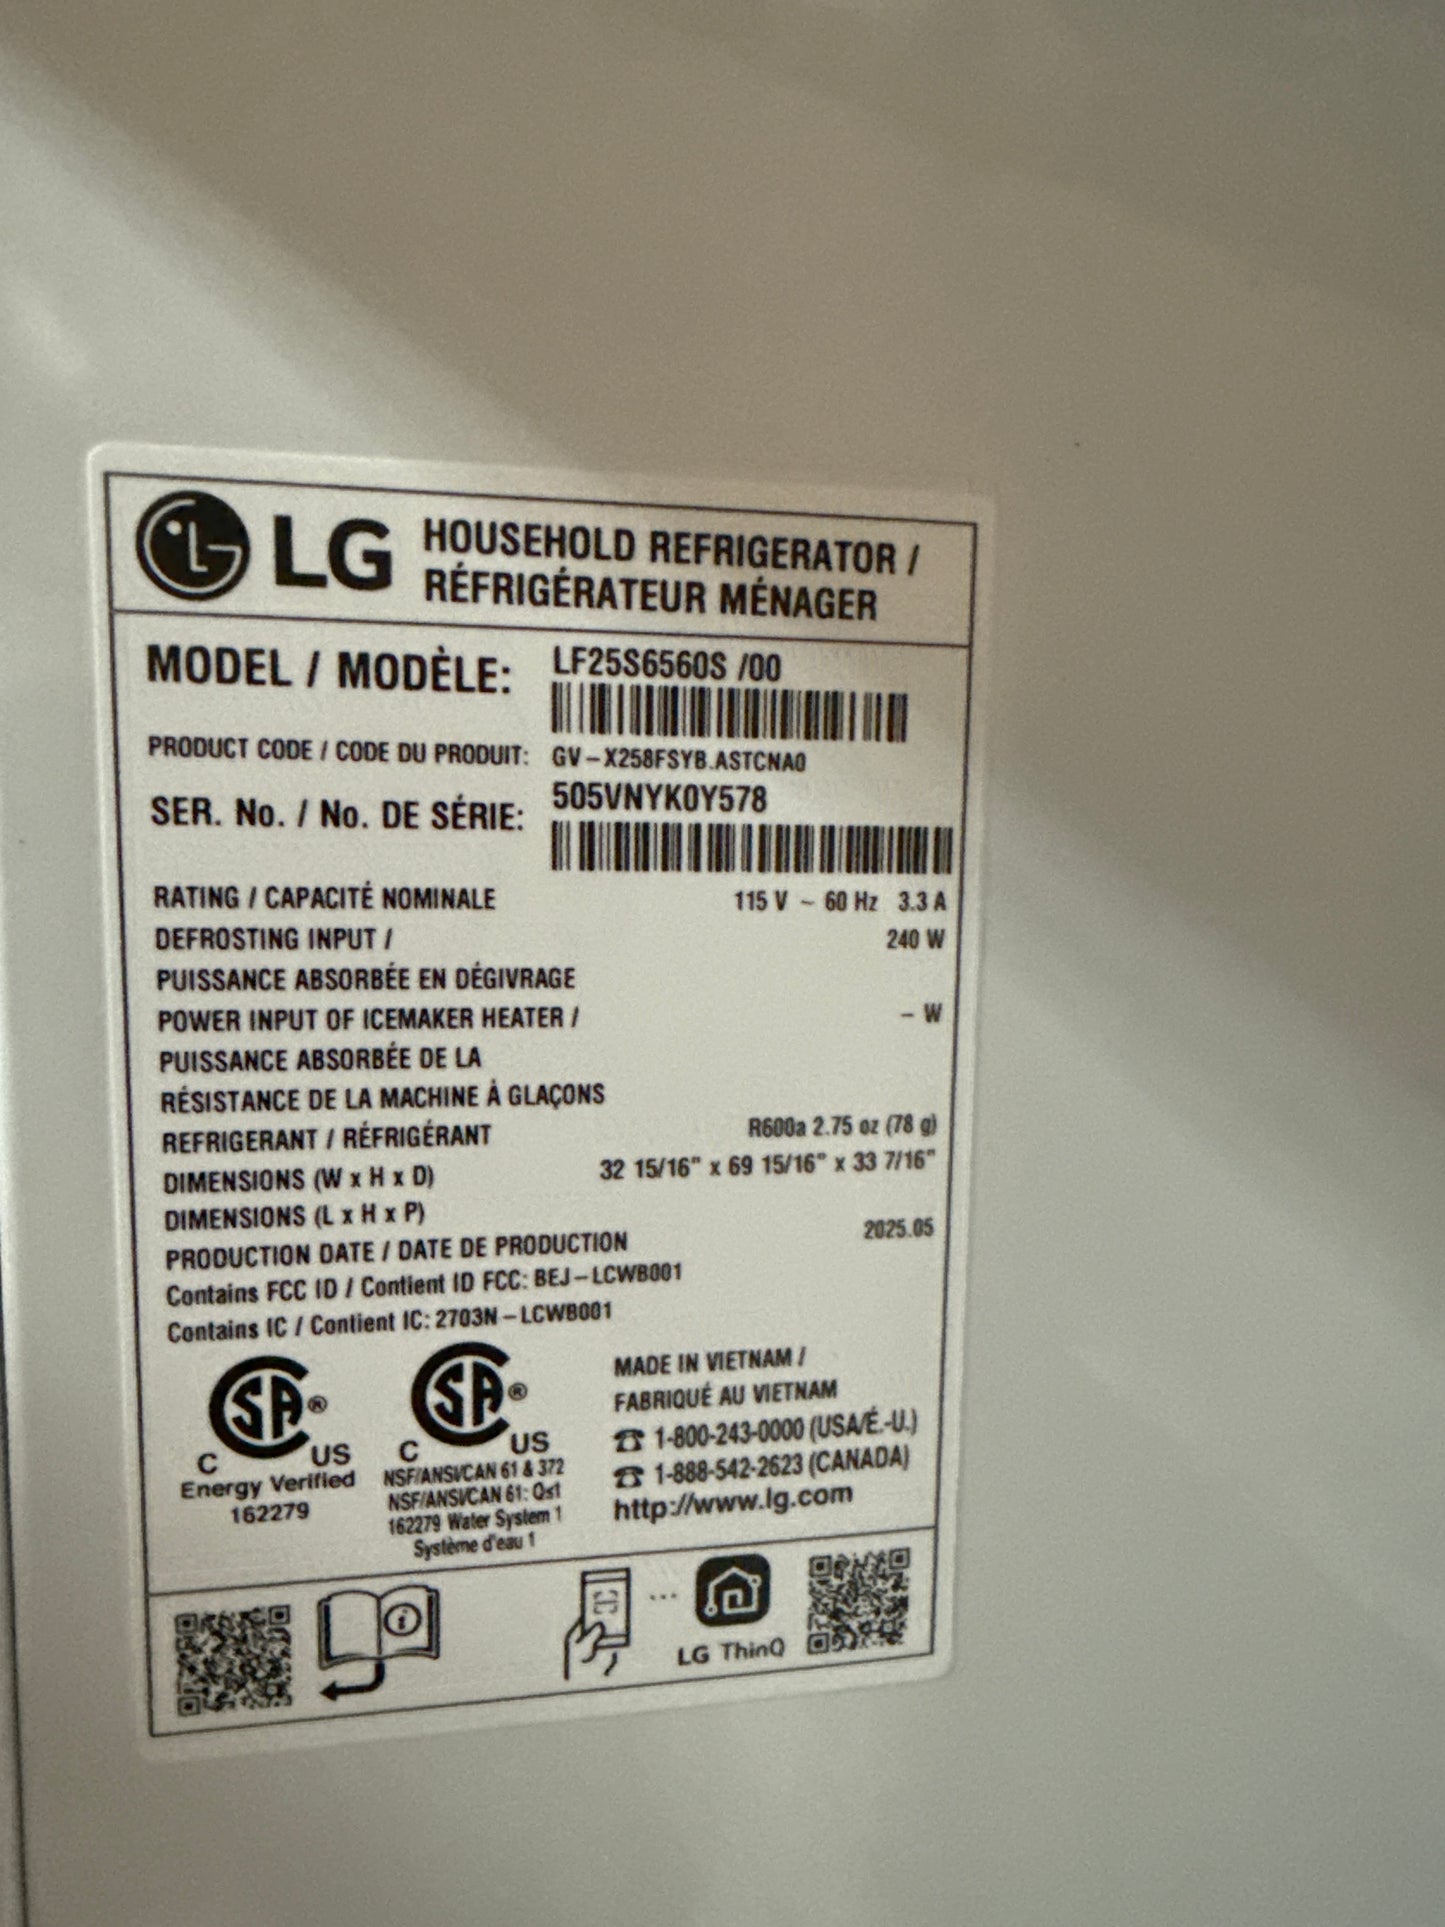 LG HOUSEHOLD REFRIGERATOR /
RÉFRIGÉRATEUR MÉNAGER
MODEL / MODÈLE: LF25S6560S /00
PRODUCT CODE / CODE DU PRODUIT: GV-X258FSYB.ASTCNA0
SER. No. / No. DE SÉRIE: 505VNYK0Y578
RATING / CAPACITÉ NOMINALE 115 V ~ 60 Hz 3.3 A
DEFROSTING INPUT / 240 W
PUISSANCE ABSORBÉE EN DÉGIVRAGE
POWER INPUT OF ICEMAKER HEATER / – W
PUISSANCE ABSORBÉE DE LA
RÉSISTANCE DE LA MACHINE À GLAÇONS
REFRIGERANT / RÉFRIGÉRANT R600a 2.75 oz (78 g)
DIMENSIONS (W x H x D) 32 15/16" x 69 15/16" x 33 7/16"
DIMENSIONS (L x H x P)
PRODUCTION DATE / DATE DE PRODUCTION 2025.05
Contains FCC ID / Contient ID FCC: BEJ-LCWB001
Contains IC / Contient IC: 2703N-LCWB001
C SA ® US
Energy Verified
162279
C SA ® US
NSF/ANSI/CAN 61 & 372
NSF/ANSI/CAN 61: Q≤1
162279 Water System 1
Système d'eau 1
MADE IN VIETNAM /
FABRIQUÉ AU VIETNAM
☎ 1-800-243-0000 (USA/É.-U.)
☎ 1-888-542-2623 (CANADA)
http://www.lg.com
LG ThinQ